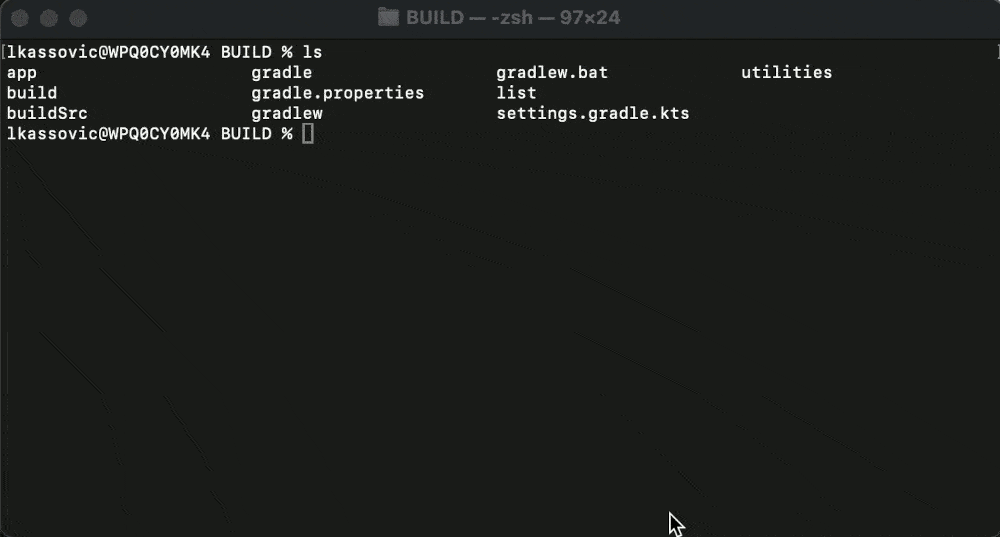 BUILD — -zsh — 97×24
[lkassovic@WPQ0CY0MK4 BUILD % ls ]
app gradle gradlew.bat utilities
build gradle.properties list
buildSrc gradlew settings.gradle.kts
lkassovic@WPQ0CY0MK4 BUILD %